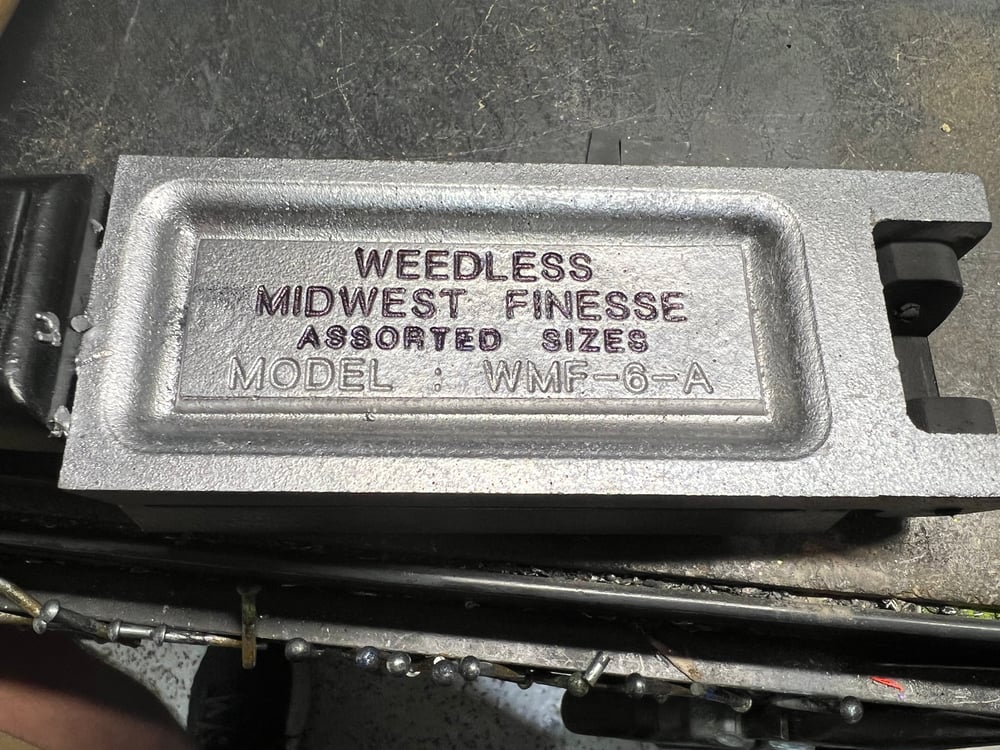 WEEDLESS
MIDWEST FINESSE
ASSORTED SIZES
MODEL : WMF-6-A